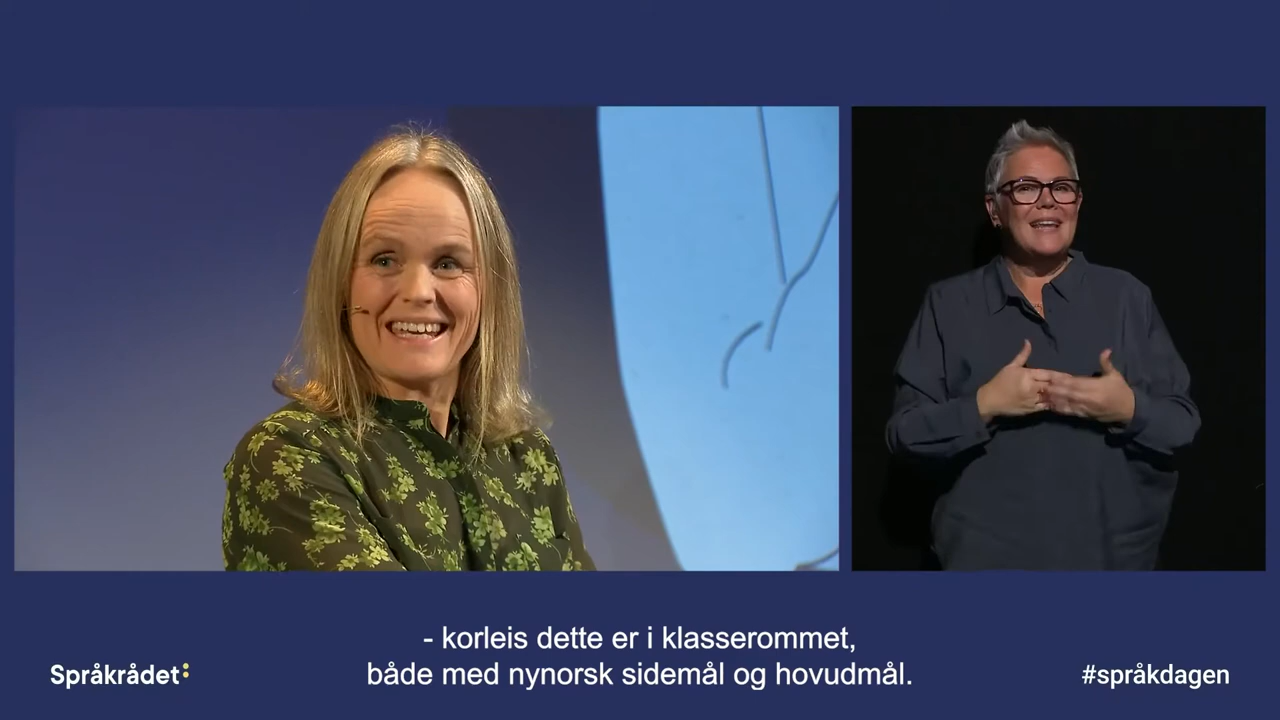 - korleis dette er i klasserommet,
både med nynorsk sidemål og hovudmål.
Språkrådet:
#språkdagen